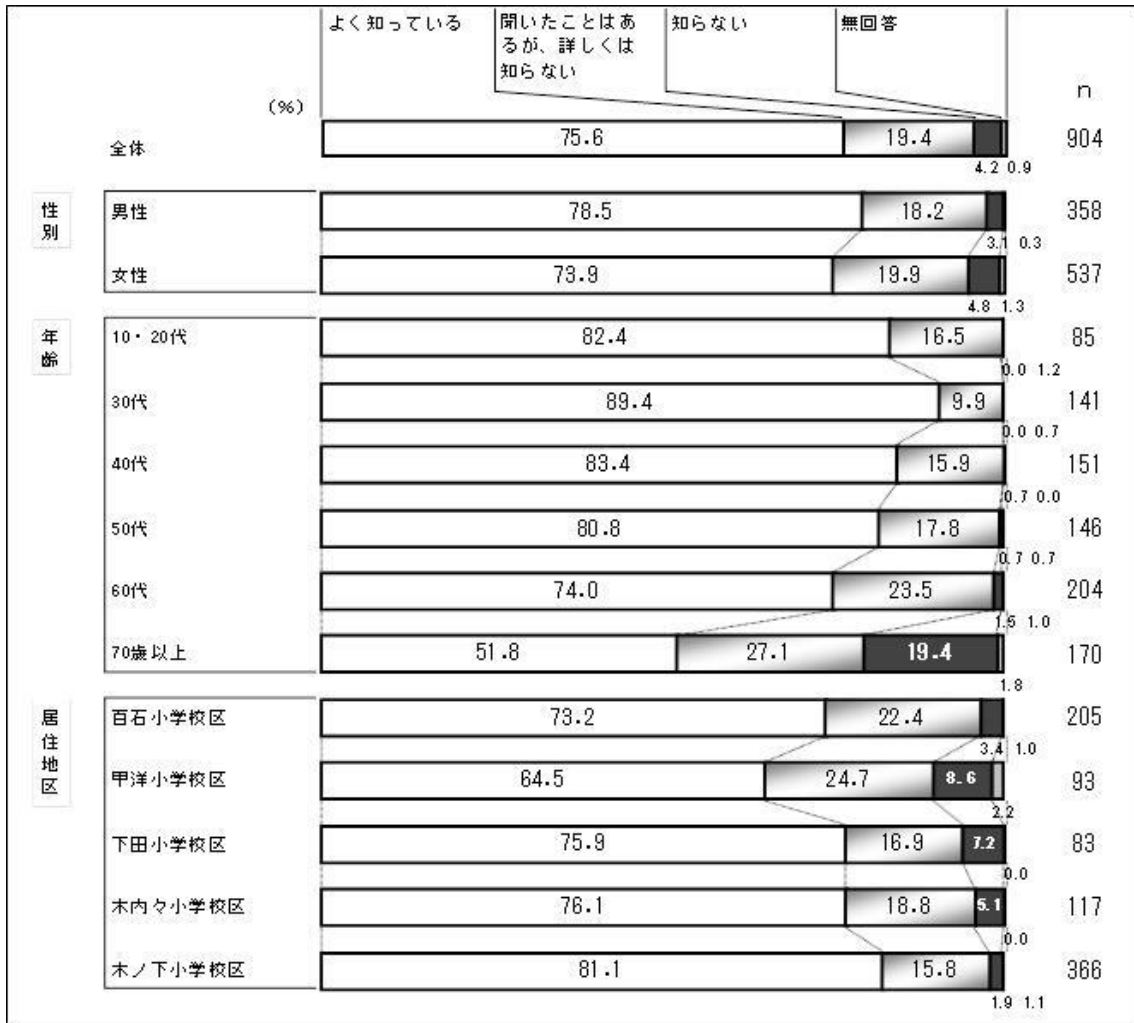 よく知っている
聞いたことはあ
るが、詳しくは
知らない
知らない
無回答
n
(%)
全体
75.6 19.4 904
4.2 0.9
性別
男性
78.5 18.2 358
3.1 0.3
女性
73.9 19.9 537
4.8 1.3
年齢
10・20代
82.4 16.5 85
0.0 1.2
30代
89.4 9.9 141
0.0 0.7
40代
83.4 15.9 151
0.7 0.0
50代
80.8 17.8 146
0.7 0.7
60代
74.0 23.5 204
1.5 1.0
70歳以上
51.8 27.1 19.4 170
1.8
居住地区
百石小学校区
73.2 22.4 205
3.4 1.0
甲洋小学校区
64.5 24.7 8.6 93
2.2
下田小学校区
75.9 16.9 7.2 83
0.0
木内々小学校区
76.1 18.8 5.1 117
0.0
木ノ下小学校区
81.1 15.8 366
1.9 1.1